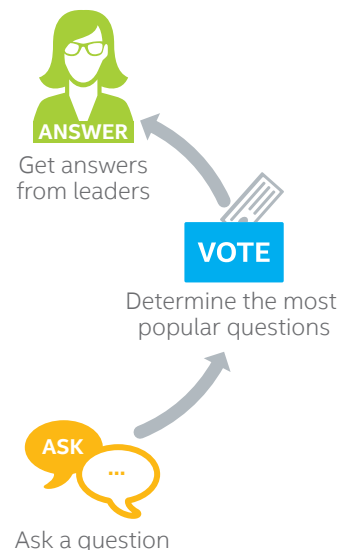 ANSWER
Get answers
from leaders
VOTE
Determine the most
popular questions
ASK
...
Ask a question